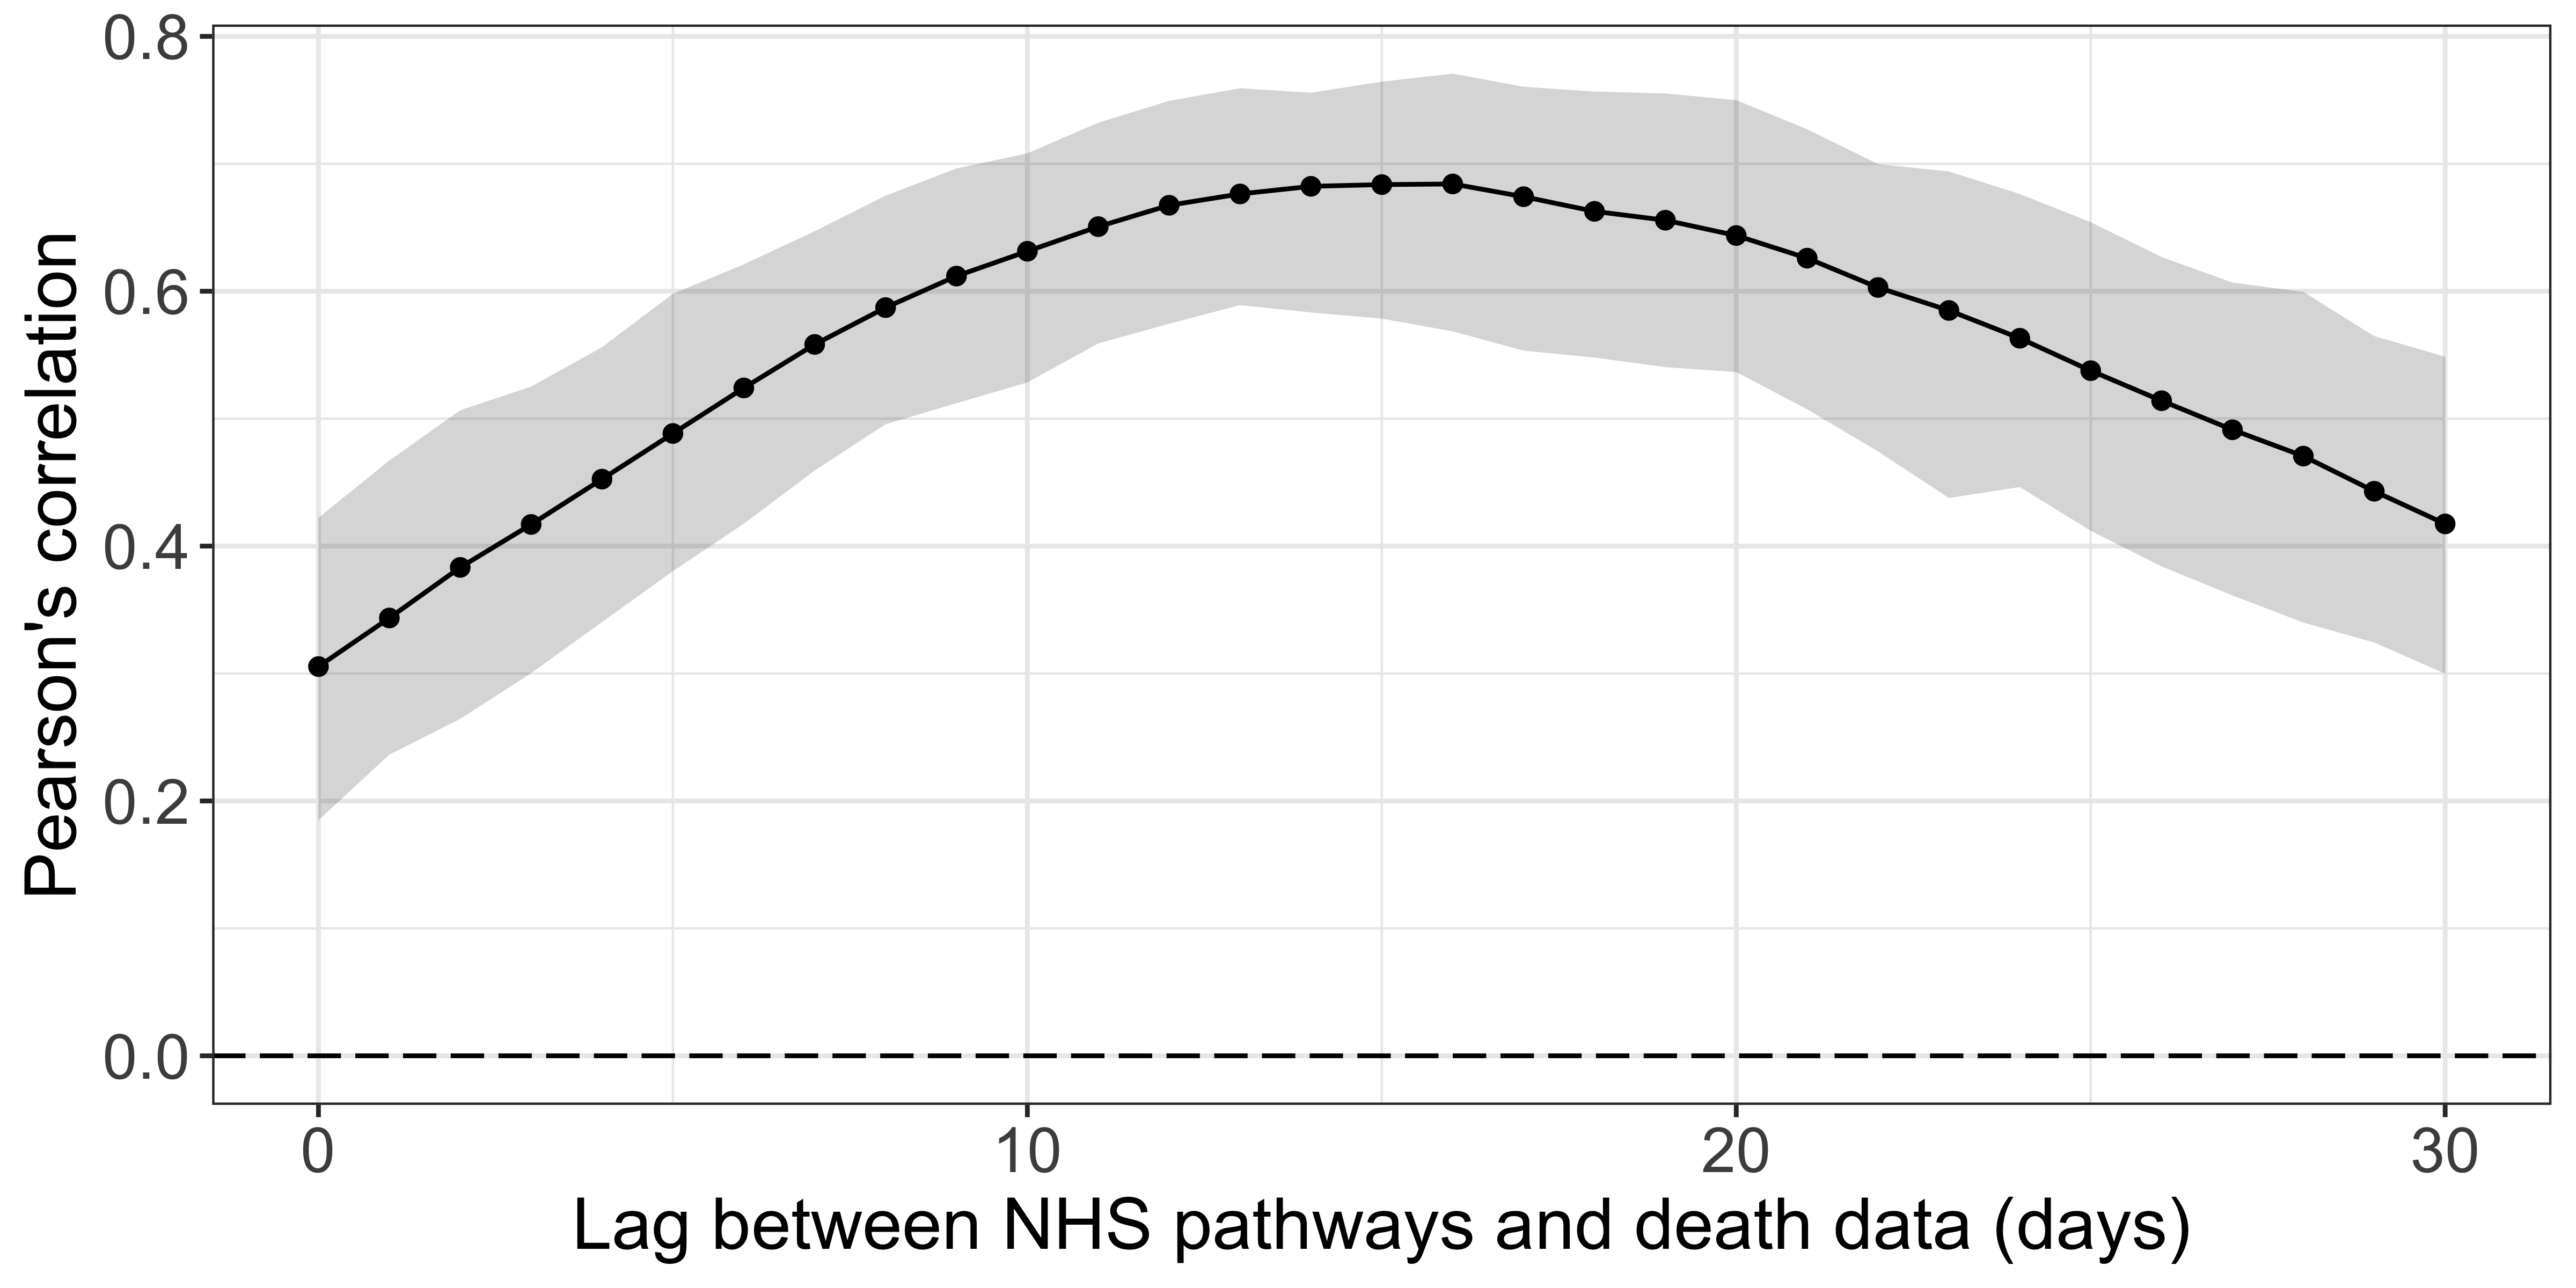 Pearson's correlation
0.8
0.6
0.4
0.2
0.0
0 10 20 30
Lag between NHS pathways and death data (days)